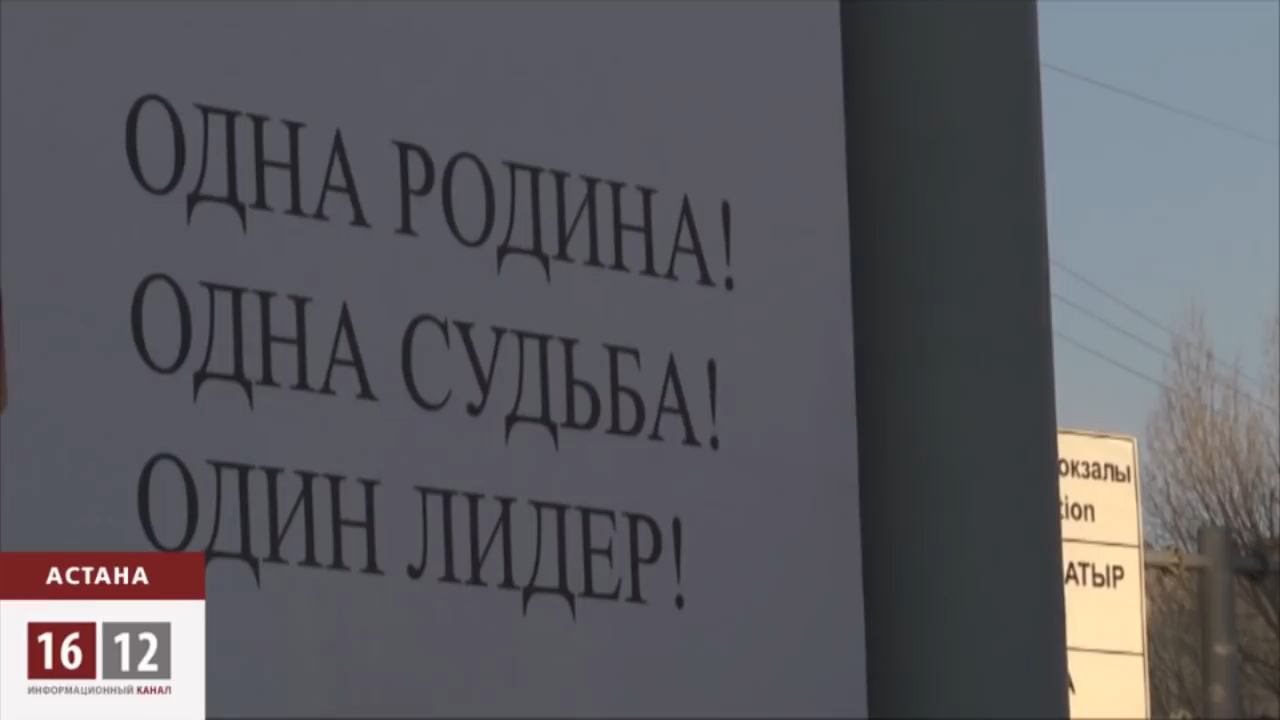 ОДНА РОДИНА!
ОДНА СУДЬБА!
ОДИН ЛИДЕР!
АСТАНА
16 12
ИНФОРМАЦИОННЫЙ КАНАЛ